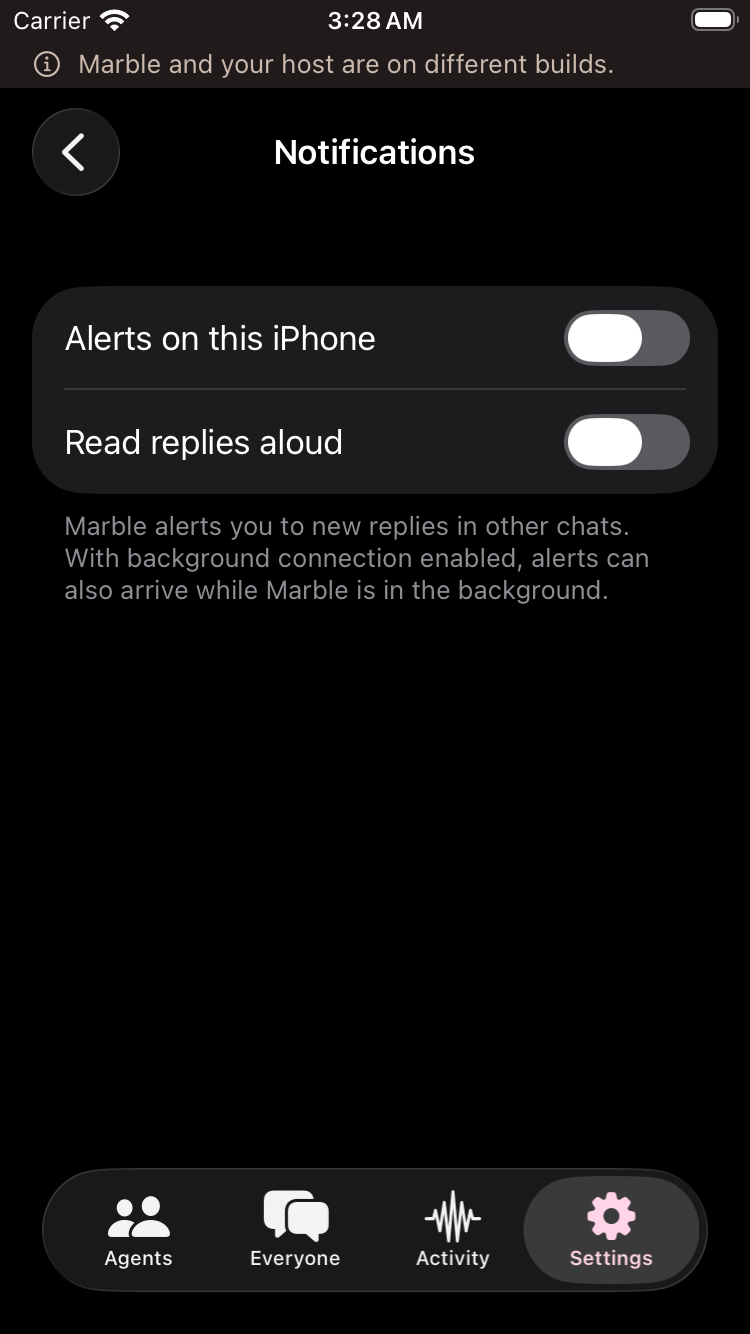 Carrier 3:28 AM
Marble and your host are on different builds.
Notifications
Alerts on this iPhone
Read replies aloud
Marble alerts you to new replies in other chats.
With background connection enabled, alerts can
also arrive while Marble is in the background.
Agents Everyone Activity Settings